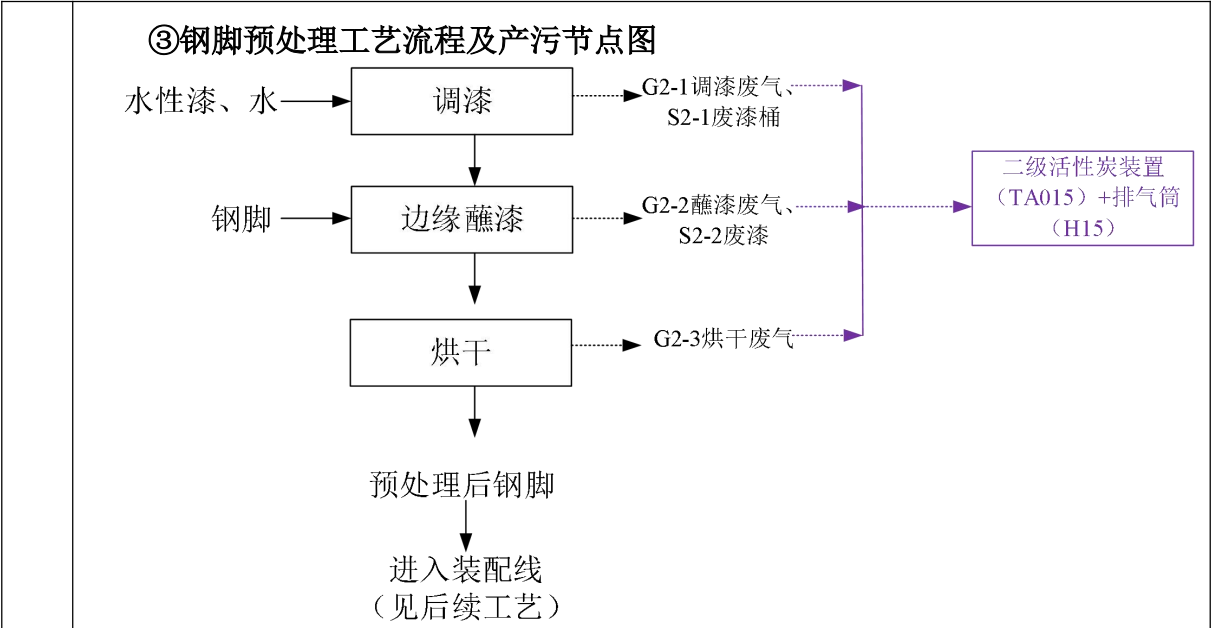 ③钢脚预处理工艺流程及产污节点图
水性漆、水
调漆
G2-1调漆废气、
S2-1废漆桶
钢脚
边缘蘸漆
G2-2蘸漆废气、
S2-2废漆
二级活性炭装置
（TA015）+排气筒
（H15）
烘干
G2-3烘干废气
预处理后钢脚
进入装配线
（见后续工艺）